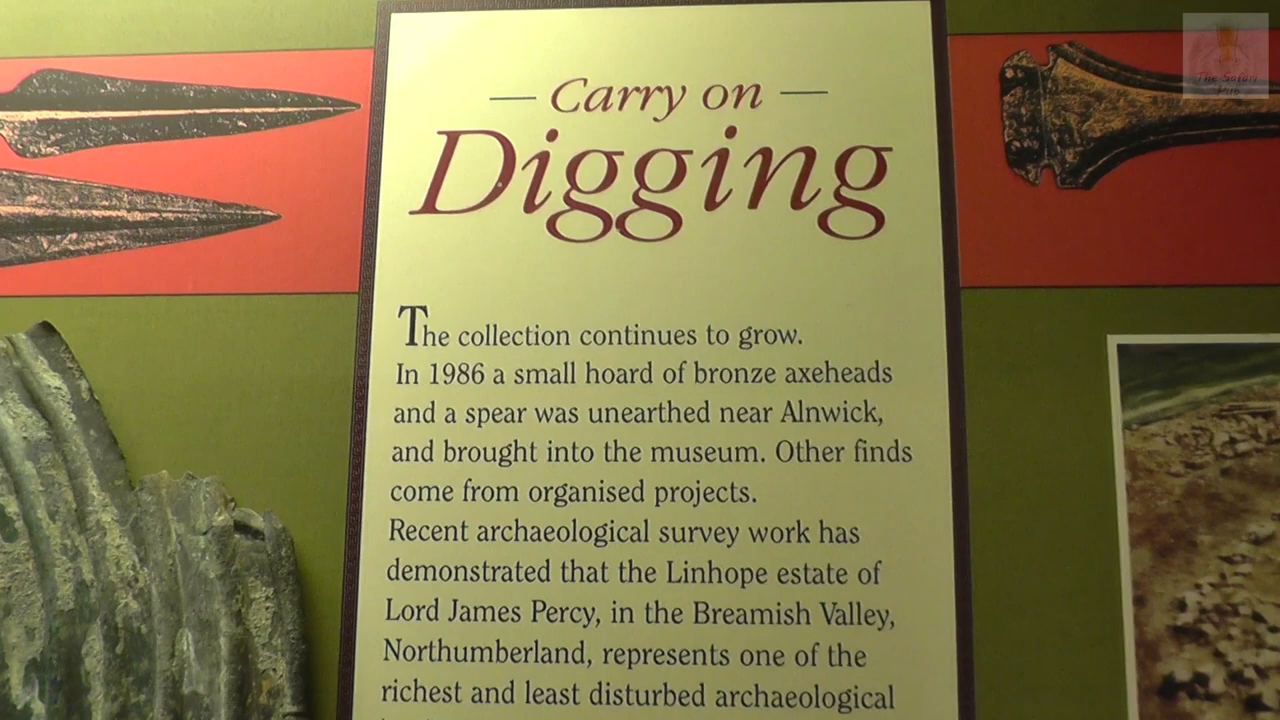 Carry on
Digging
The collection continues to grow.
In 1986 a small hoard of bronze axeheads
and a spear was unearthed near Alnwick,
and brought into the museum. Other finds
come from organised projects.
Recent archaeological survey work has
demonstrated that the Linhope estate of
Lord James Percy, in the Breamish Valley,
Northumberland, represents one of the
richest and least disturbed archaeological
The Safari
Pub